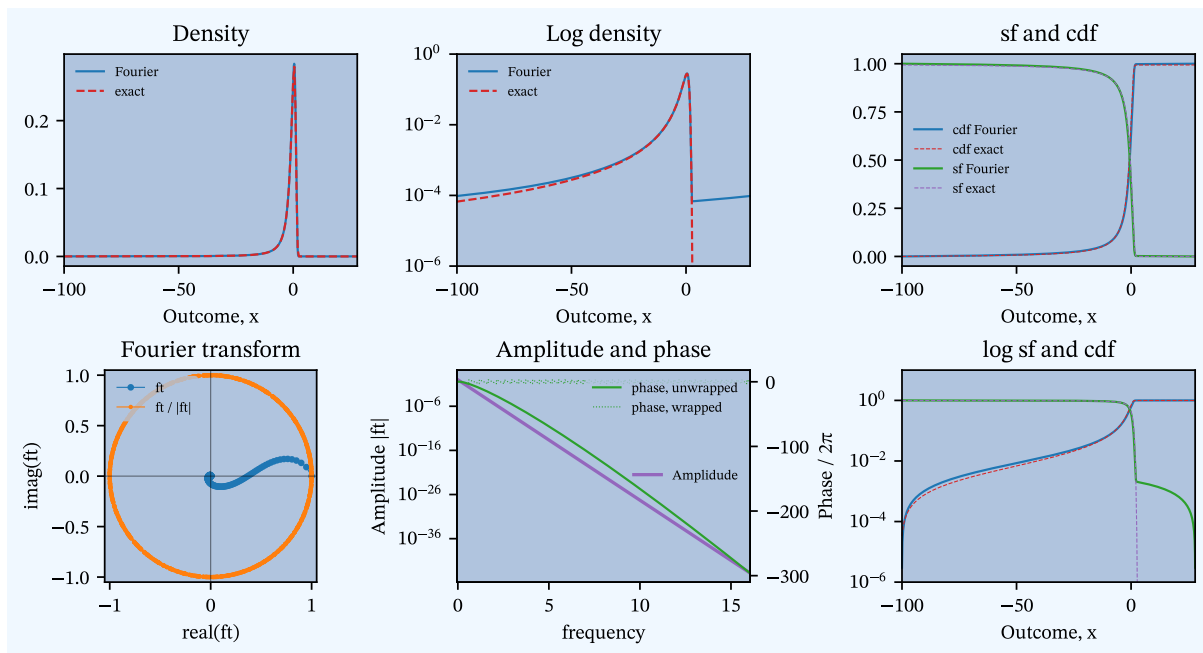 Density
Fourier
exact
0.2
0.1
0.0
−100
−50
0
Outcome, x
Log density
Fourier
exact
10^0
10^−2
10^−4
10^−6
−100
−50
0
Outcome, x
sf and cdf
1.00
0.75
0.50
0.25
0.00
cdf Fourier
cdf exact
sf Fourier
sf exact
−100
−50
0
Outcome, x
Fourier transform
ft
ft / |ft|
imag(ft)
1.0
0.5
0.0
−0.5
−1.0
−1
0
1
real(ft)
Amplitude and phase
phase, unwrapped
phase, wrapped
Amplidude
Amplitude |ft|
10^−6
10^−16
10^−26
10^−36
0
−100
−200
−300
Phase / 2π
0
5
10
15
frequency
log sf and cdf
10^0
10^−2
10^−4
10^−6
−100
−50
0
Outcome, x